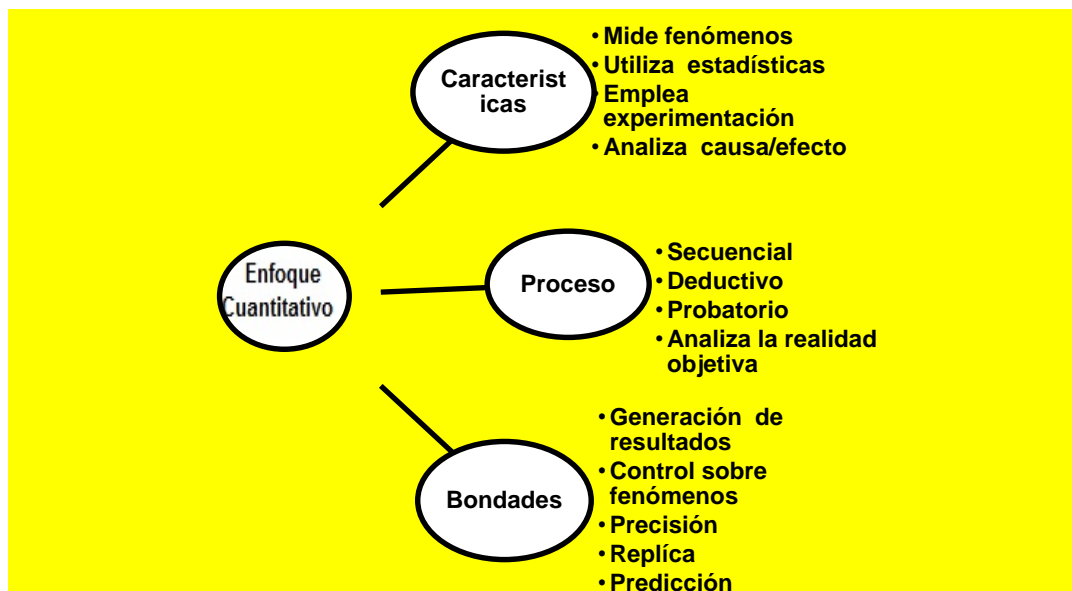 Enfoque
Cuantitativo
Caracterist
icas
• Mide fenómenos
• Utiliza estadísticas
• Emplea
experimentación
• Analiza causa/efecto
Proceso
• Secuencial
• Deductivo
• Probatorio
• Analiza la realidad
objetiva
Bondades
• Generación de
resultados
• Control sobre
fenómenos
• Precisión
• Replíca
• Predicción